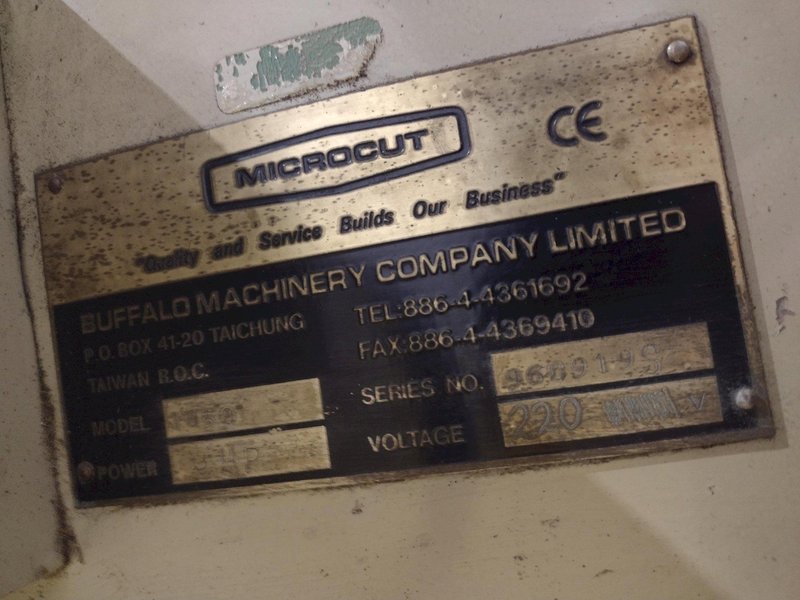 MICROCUT
CE
"Quality and Service Builds Our Business"
BUFFALO MACHINERY COMPANY LIMITED
P.O. BOX 41-20 TAICHUNG
TAIWAN R.O.C.
TEL:886-4-4361692
FAX:886-4-4369410
MODEL
SERIES NO.
POWER
VOLTAGE 220 V